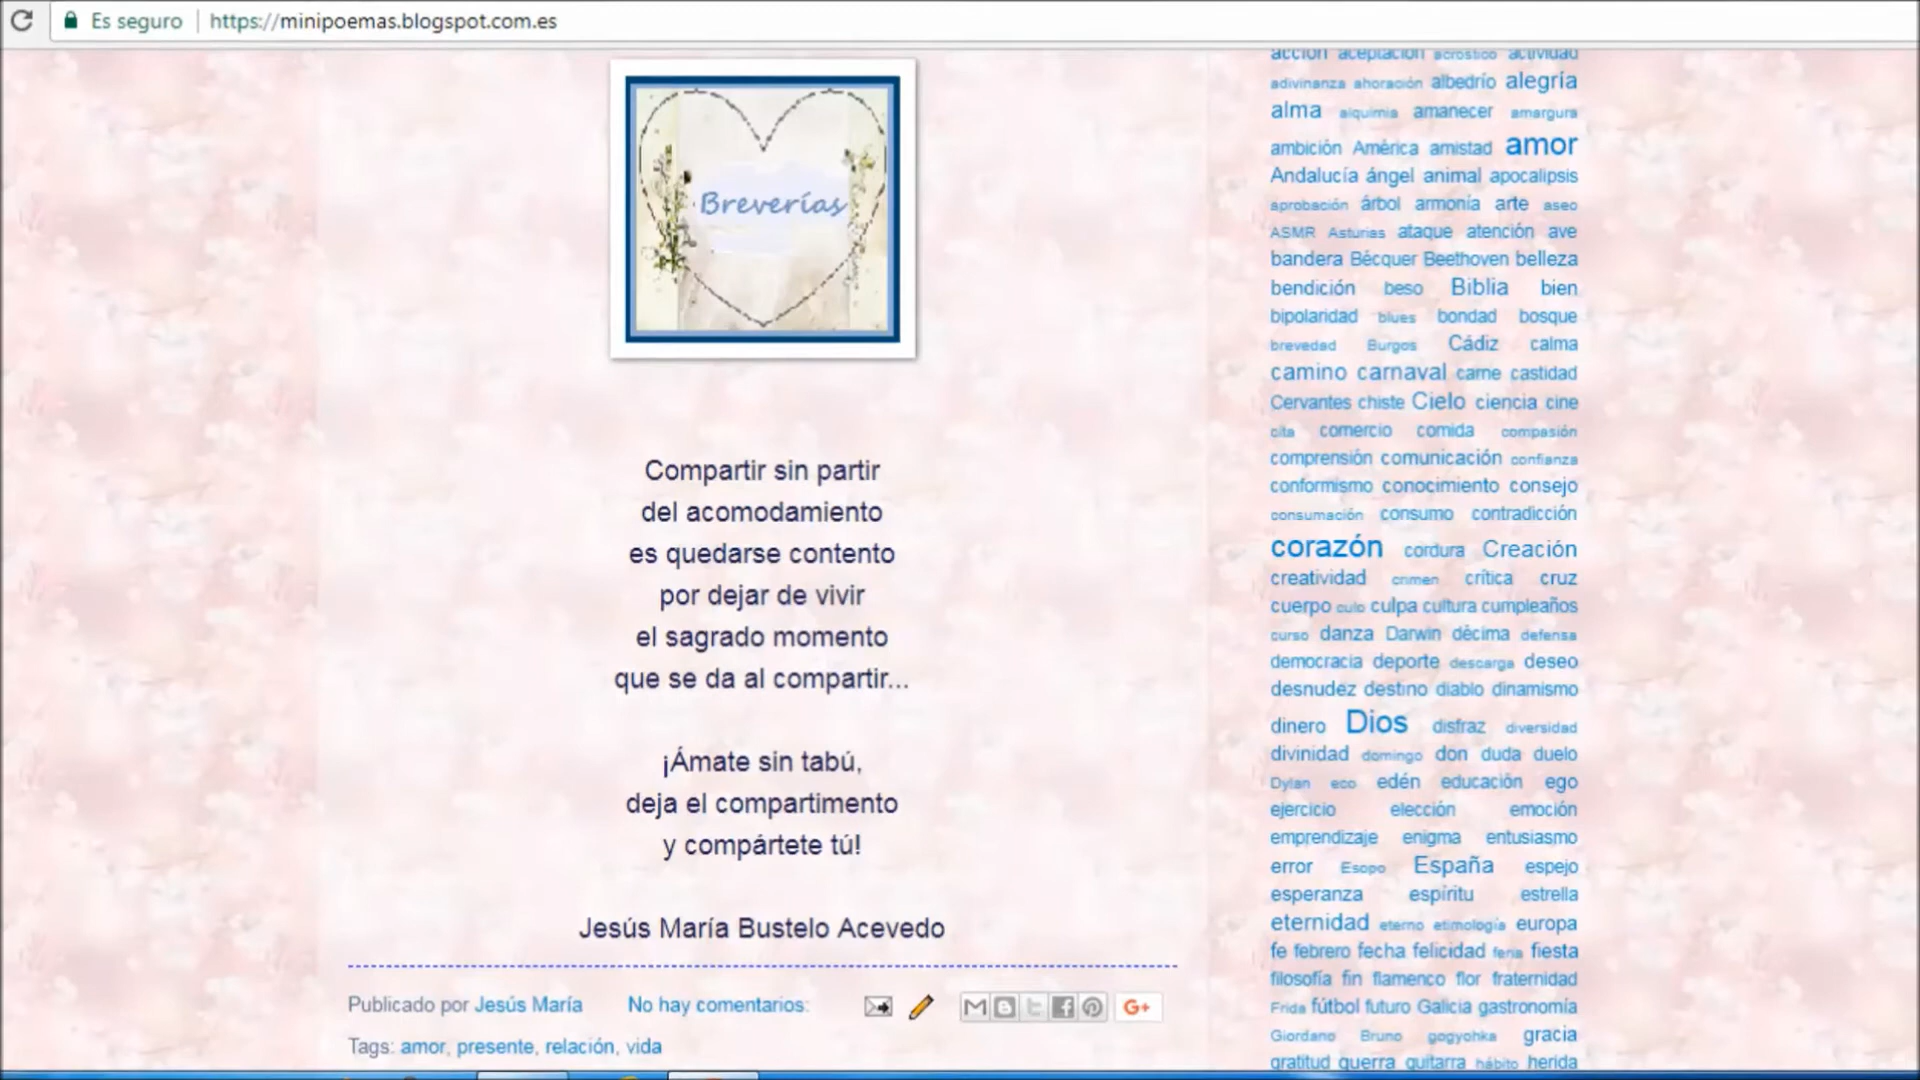 Es seguro https://minipoemas.blogspot.com.es
Breverías
Compartir sin partir
del acomodamiento
es quedarse contento
por dejar de vivir
el sagrado momento
que se da al compartir...
¡Ámate sin tabú,
deja el compartimento
y compártete tú!
Jesús María Bustelo Acevedo
Publicado por Jesús María No hay comentarios:
Tags: amor, presente, relación, vida
acción aceptación acróstico actividad
adivinanza ahoración albedrío alegría
alma alquimia amanecer amargura
ambición América amistad amor
Andalucía ángel animal apocalipsis
aprobación árbol armonía arte aseo
ASMR Asturias ataque atención ave
bandera Bécquer Beethoven belleza
bendición beso Biblia bien
bipolaridad blues bondad bosque
brevedad Burgos Cádiz calma
camino carnaval carne castidad
Cervantes chiste Cielo ciencia cine
cita comercio comida compasión
comprensión comunicación confianza
conformismo conocimiento consejo
consumación consumo contradicción
corazón cordura Creación
creatividad crimen crítica cruz
cuerpo culo culpa cultura cumpleaños
curso danza Darwin décima defensa
democracia deporte descarga deseo
desnudez destino diablo dinamismo
dinero Dios disfraz diversidad
divinidad domingo don duda duelo
Dylan eco edén educación ego
ejercicio elección emoción
emprendizaje enigma entusiasmo
error Esopo España espejo
esperanza espíritu estrella
eternidad eterno etimología europa
fe febrero fecha felicidad feria fiesta
filosofía fin flamenco flor fraternidad
Frida fútbol futuro Galicia gastronomía
Giordano Bruno gogyohka gracia
gratitud guerra guitarra hábito herida